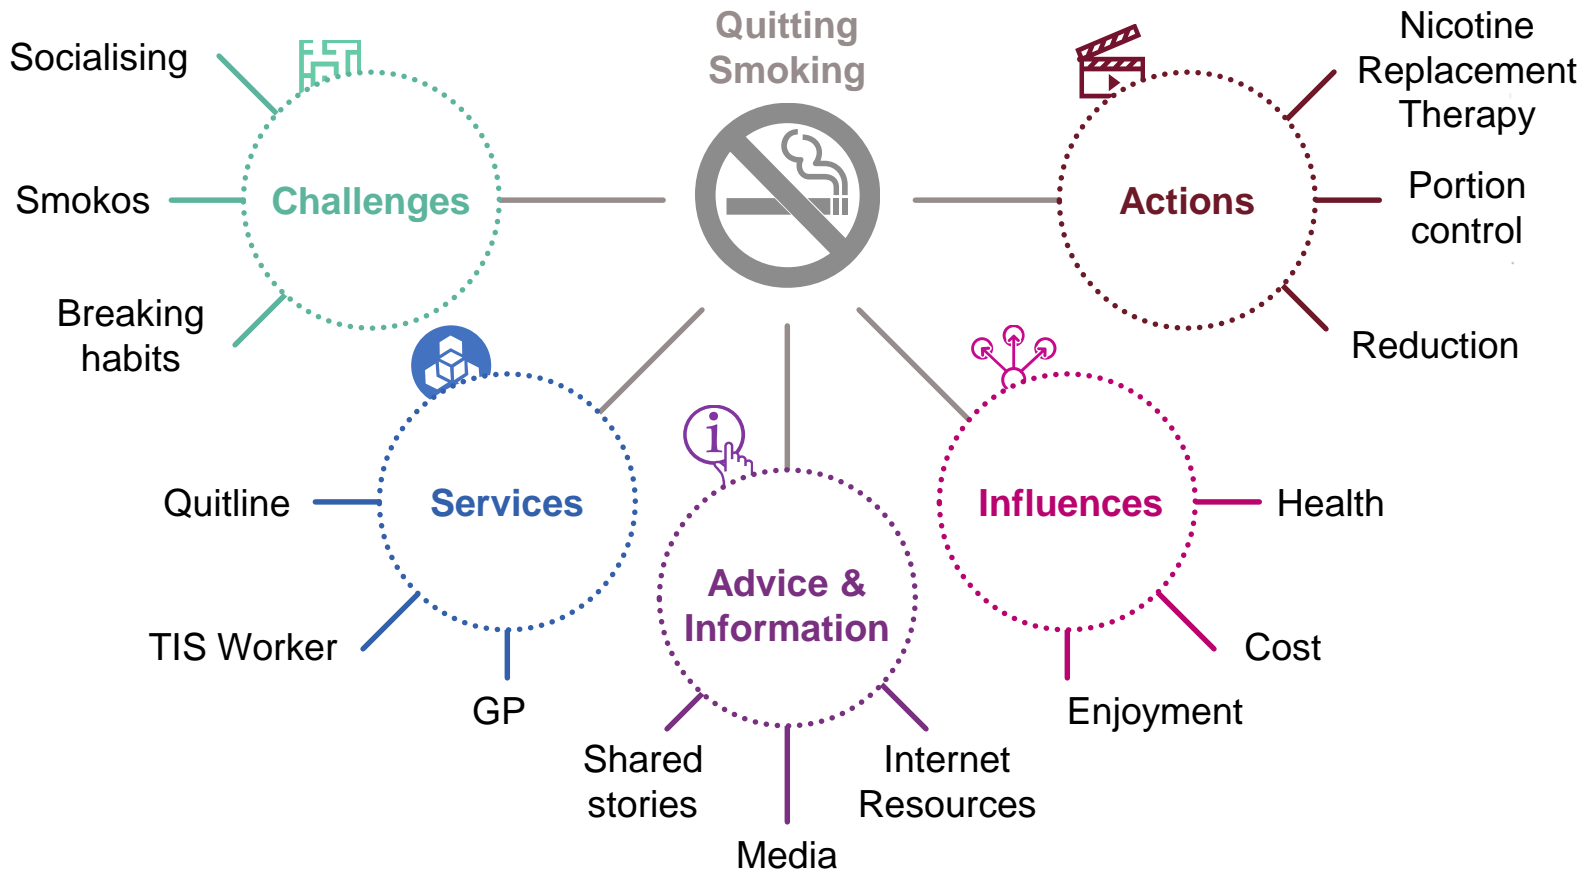 Quitting
Smoking
Socialising
Smokos
Breaking
habits
Challenges
Actions
Nicotine
Replacement
Therapy
Portion
control
Reduction
Services
Quitline
TIS Worker
GP
Advice &
Information
Shared
stories
Media
Internet
Resources
Influences
Health
Cost
Enjoyment